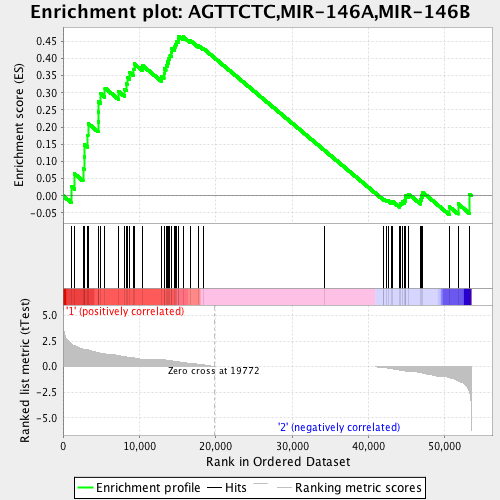 Enrichment plot: AGTTCTC,MIR-146A,MIR-146B
Enrichment score (ES)
0.45
0.40
0.35
0.30
0.25
0.20
0.15
0.10
0.05
0.00
-0.05
Ranked list metric (tTest)
'1' (positively correlated)
5.0
2.5
0.0
-2.5
-5.0
Zero cross at 19772
'2' (negatively correlated)
0 10,000 20,000 30,000 40,000 50,000
Rank in Ordered Dataset
Enrichment profile Hits Ranking metric scores